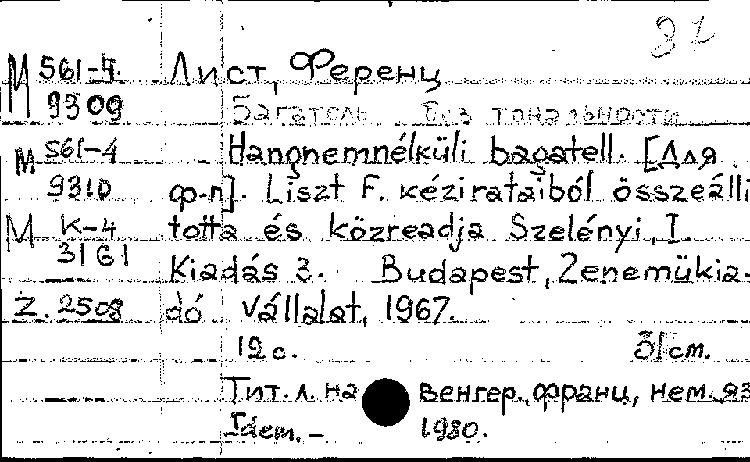 37
М 561-4 Лист, Ференц
9309 Багатель без тональности
М 561-4 Hangnemnélküli bagatell. [Для
9310 ф-п]. Liszt F. kézirataiból összeálli
М К-4 totta és közreadja Szelényi, I.
3161 Kiadás 3. Budapest, Zeneműkia-
Z. 2508 dó vállalat, 1967.
12 с. 31 см.
Тит. л. на венгер., франц., нем. яз
Idem. – 1980.